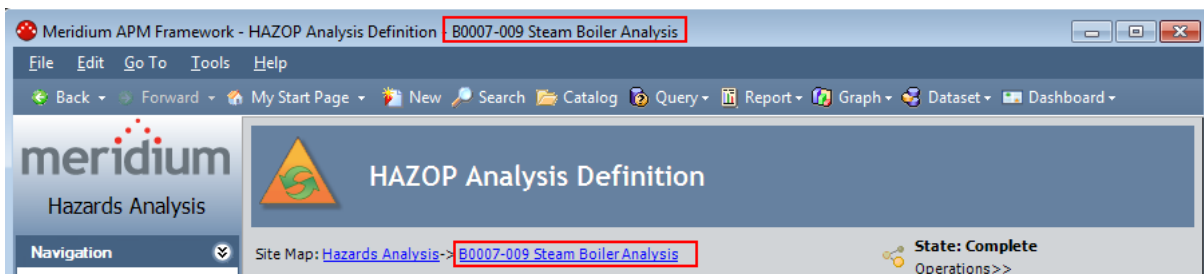 Meridium APM Framework - HAZOP Analysis Definition - B0007-009 Steam Boiler Analysis
File Edit Go To Tools Help
Back Forward My Start Page New Search Catalog Query Report Graph Dataset Dashboard
meridium
Hazards Analysis
HAZOP Analysis Definition
Navigation
Site Map: Hazards Analysis-> B0007-009 Steam Boiler Analysis
State: Complete
Operations>>